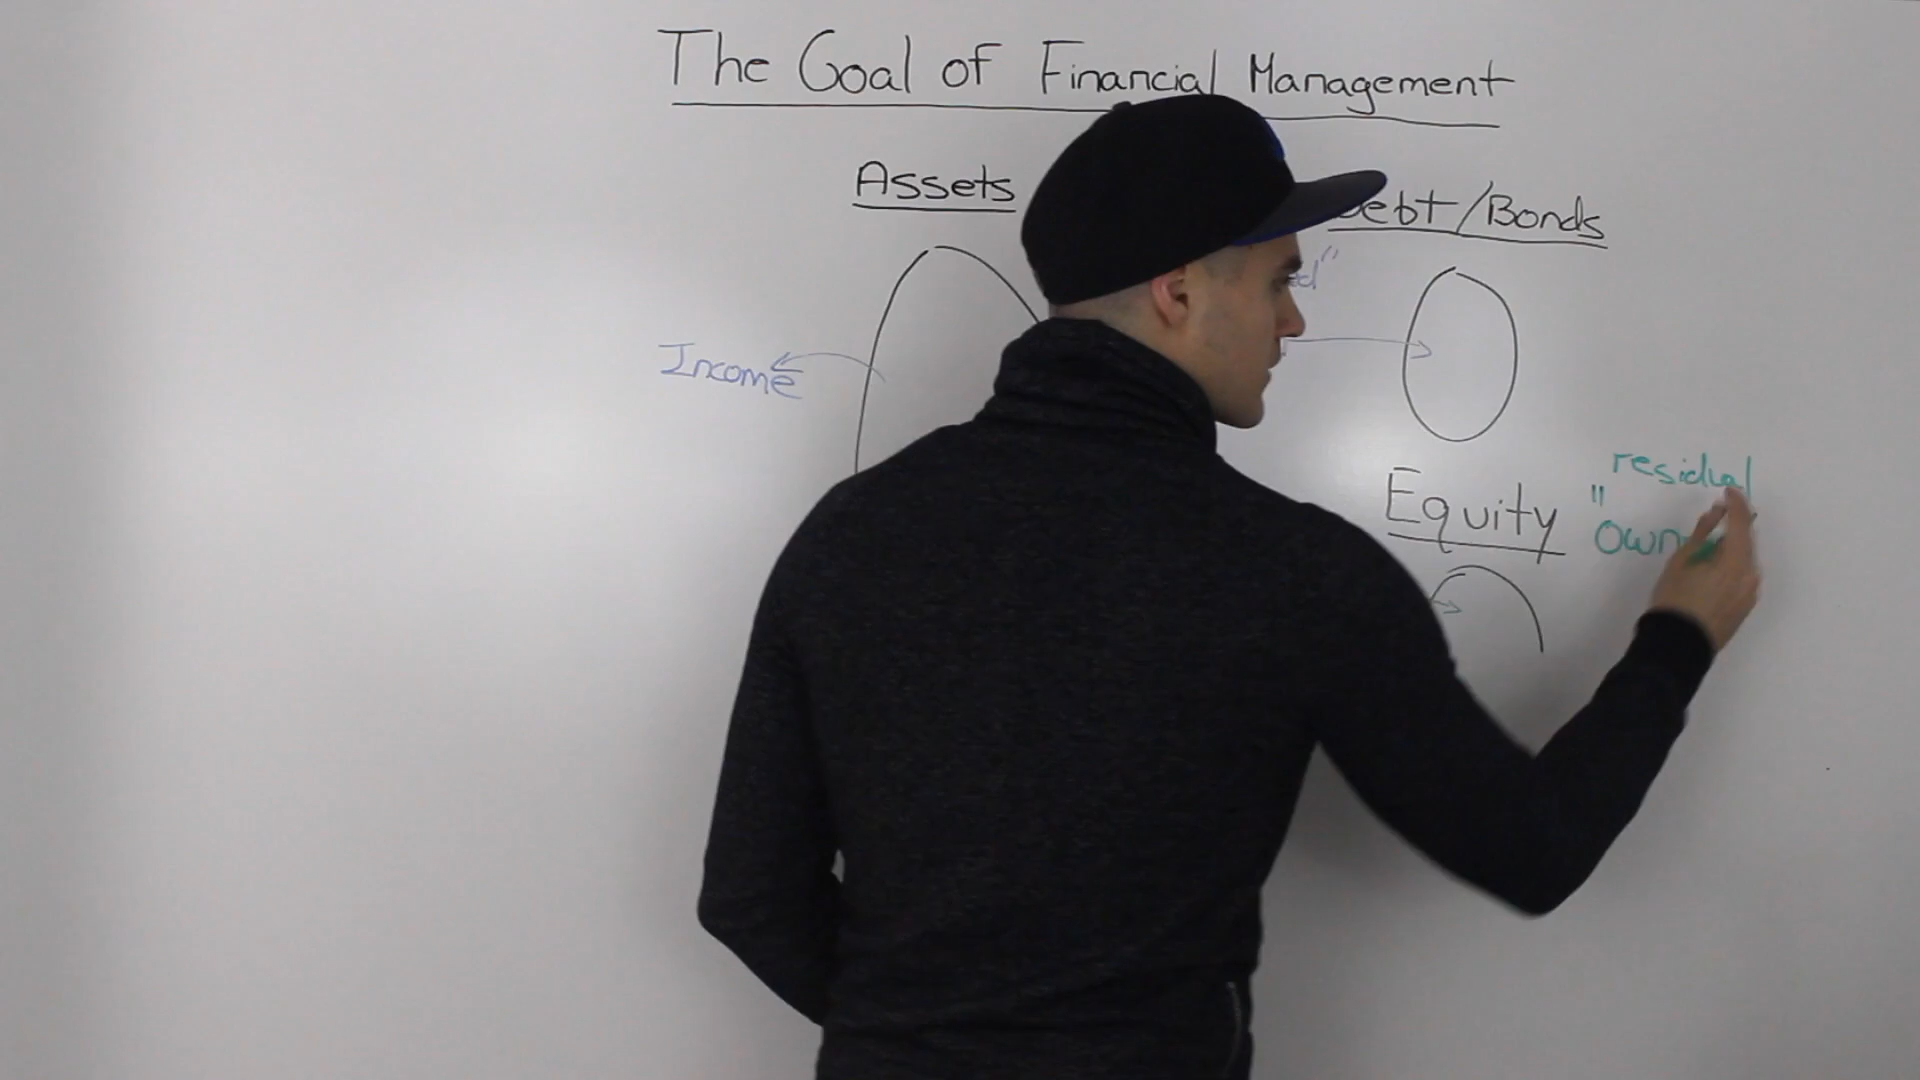 The Goal of Financial Management
Assets
Debt/Bonds
Income
Equity
"residual